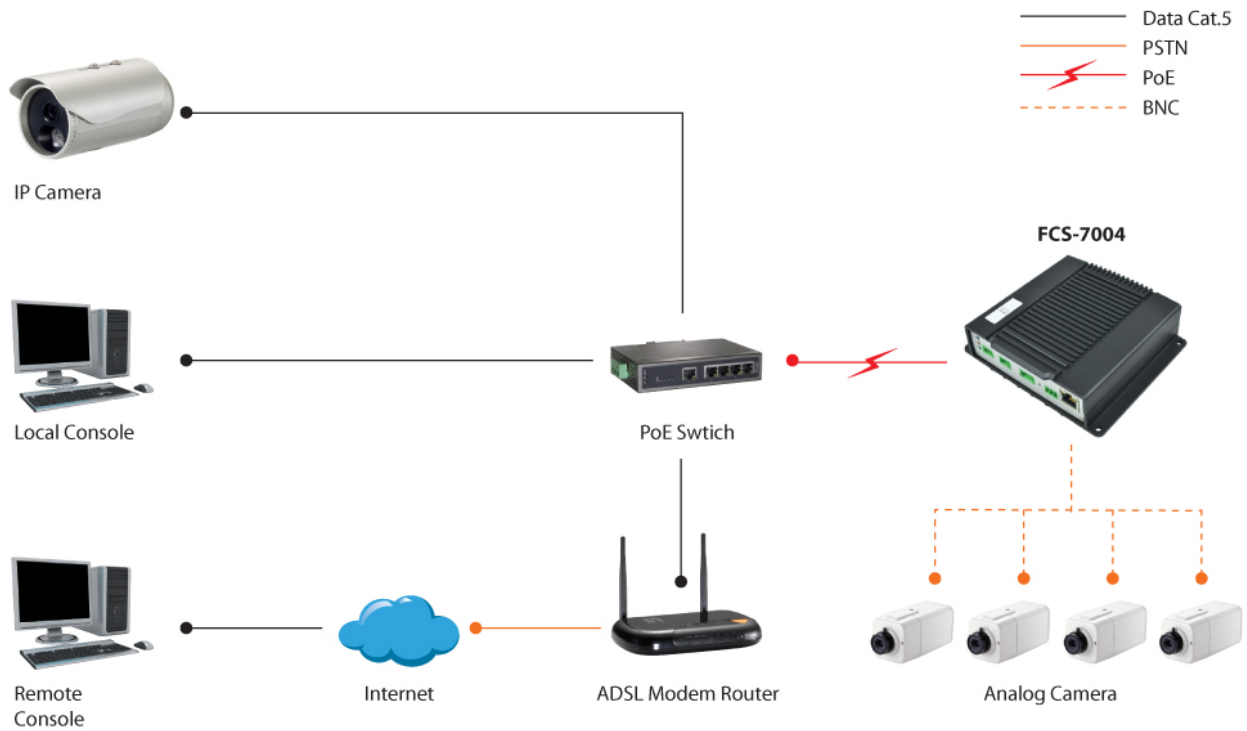 Data Cat.5
PSTN
PoE
BNC
IP Camera
FCS-7004
Local Console
PoE Swtich
Remote
Console
Internet
ADSL Modem Router
Analog Camera